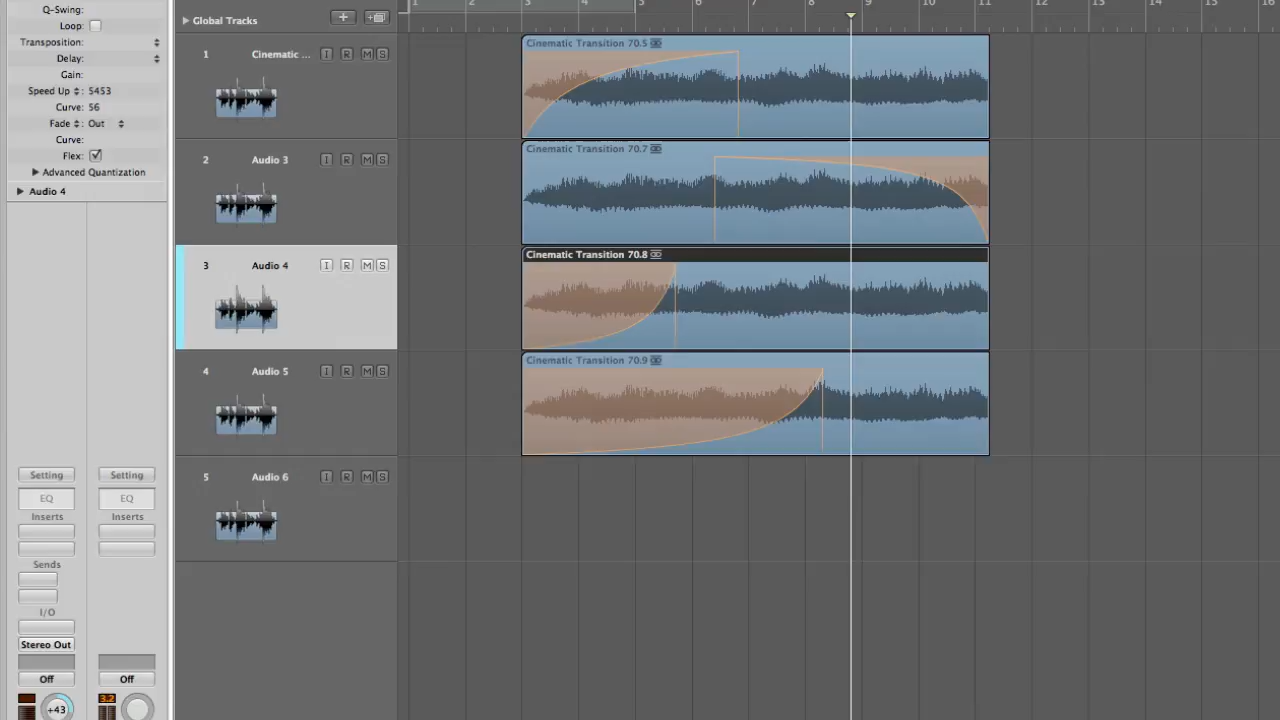 Q-Swing:
Loop:
Transposition:
Delay:
Gain:
Speed Up: 5453
Curve: 56
Fade: Out
Curve:
Flex:
Advanced Quantization
Audio 4
Setting Setting
EQ EQ
Inserts Inserts
Sends
I/O
Stereo Out
Off Off
+43 3.2
Global Tracks
1 2 3 4 5 6 7 8 9 10 11 12 13 14 15 16
1 Cinematic ... I R M S
Cinematic Transition 70.5
2 Audio 3 I R M S
Cinematic Transition 70.7
3 Audio 4 I R M S
Cinematic Transition 70.8
4 Audio 5 I R M S
Cinematic Transition 70.9
5 Audio 6 I R M S